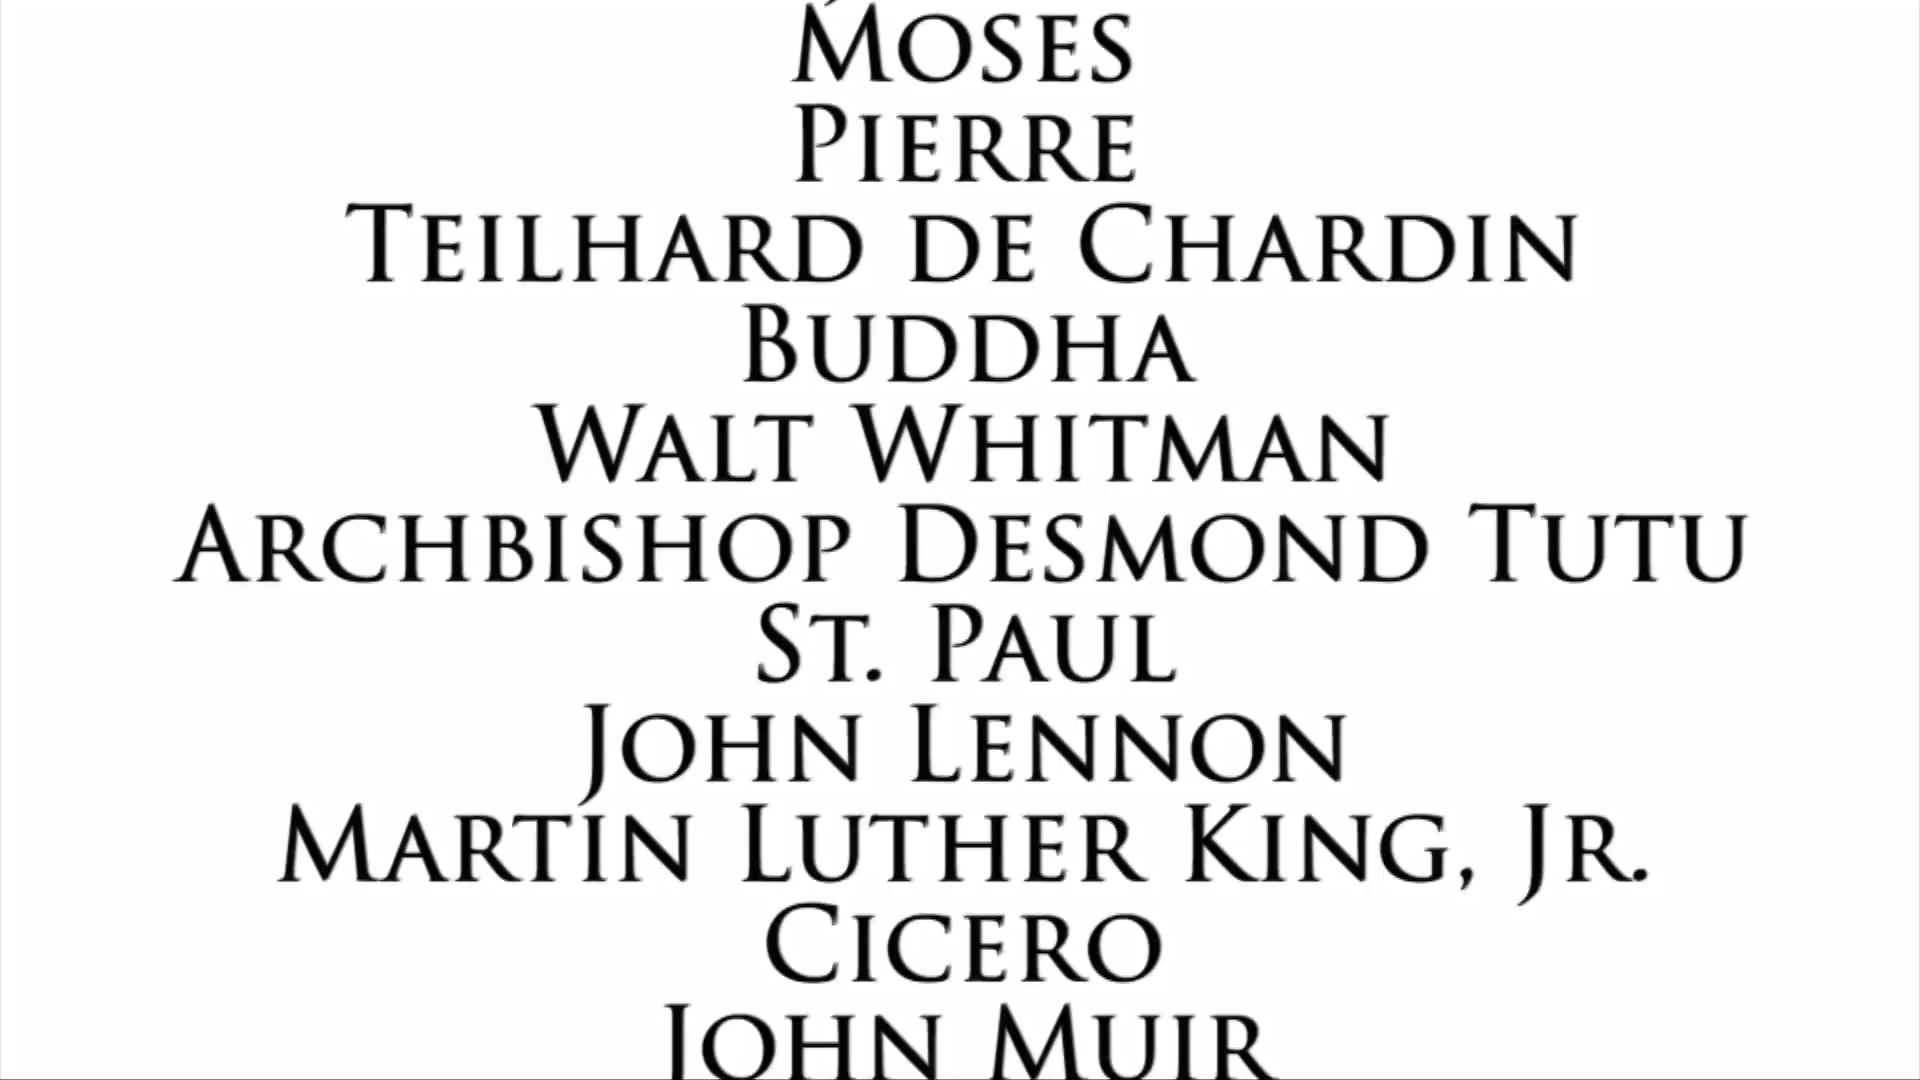 Moses
Pierre
Teilhard de Chardin
Buddha
Walt Whitman
Archbishop Desmond Tutu
St. Paul
John Lennon
Martin Luther King, Jr.
Cicero
John Muir